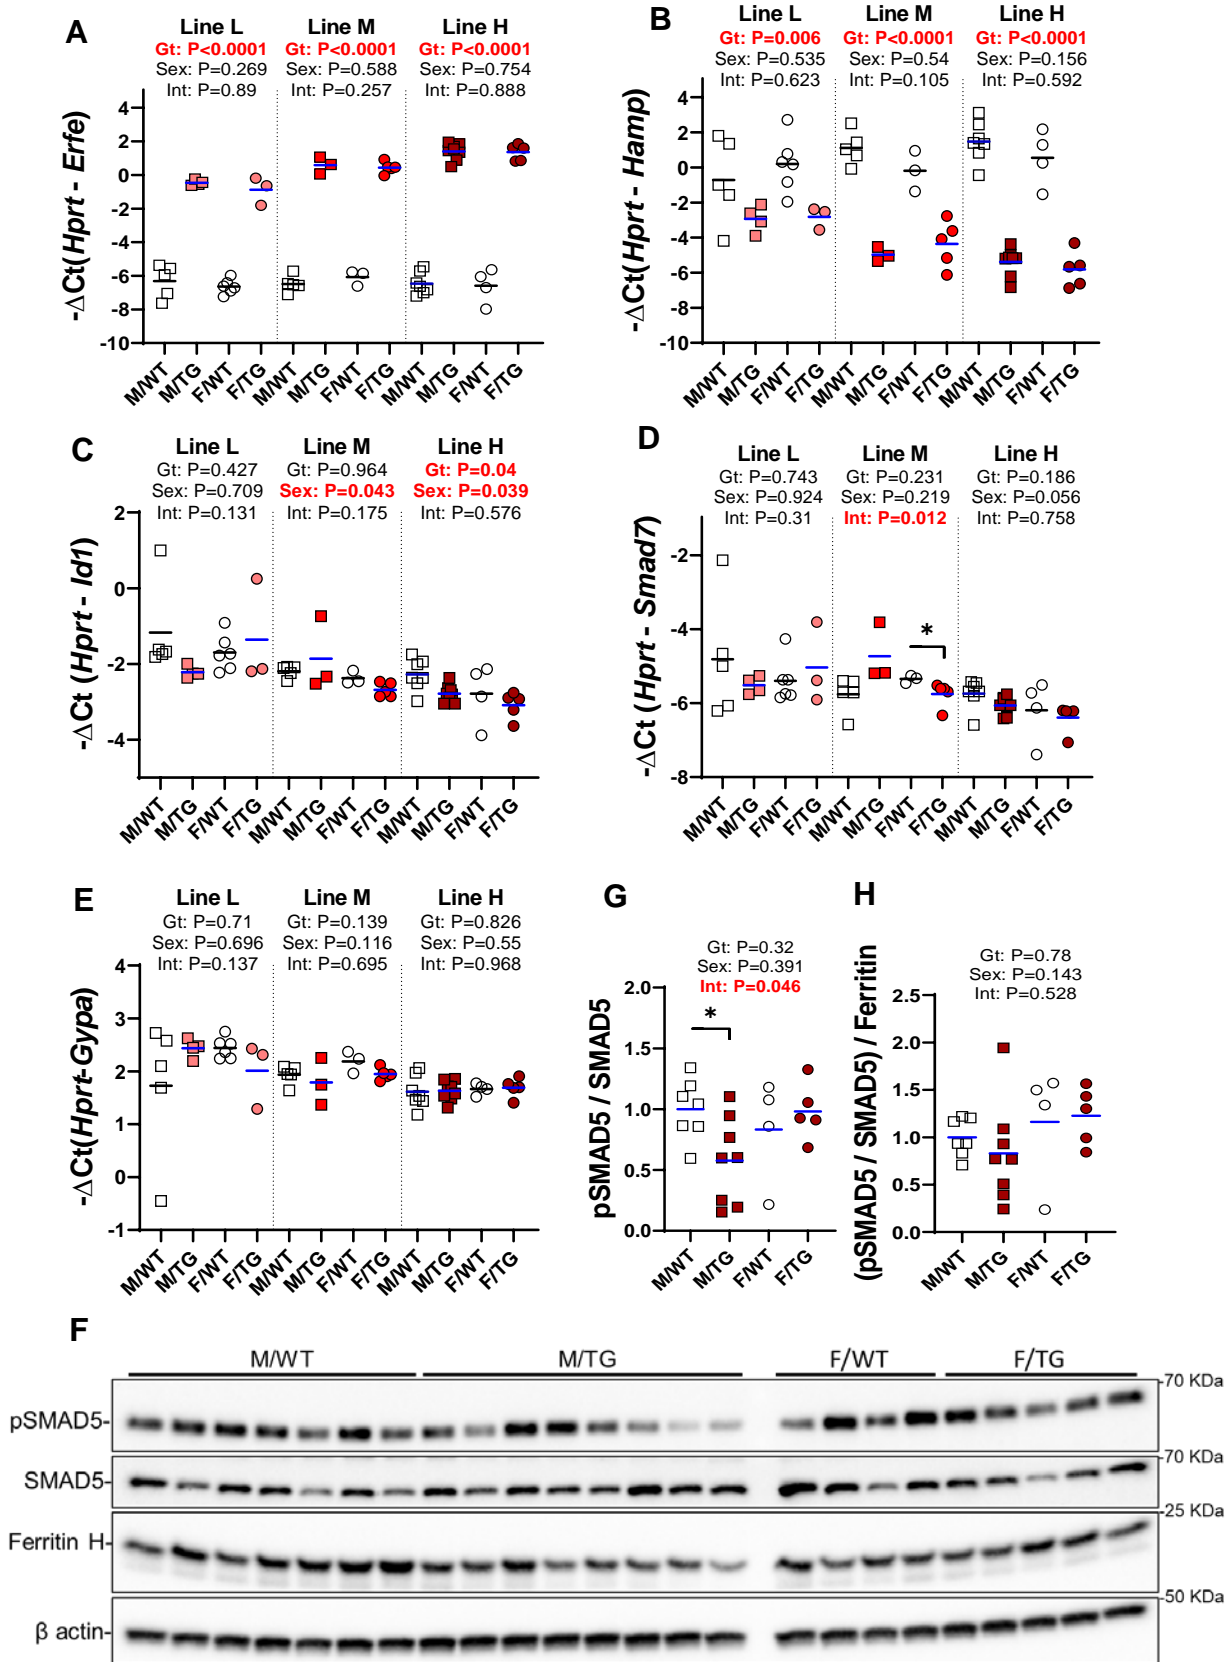 A
Line L Line M Line H
Gt: P<0.0001 Gt: P<0.0001 Gt: P<0.0001
Sex: P=0.269 Sex: P=0.588 Sex: P=0.754
Int: P=0.89 Int: P=0.257 Int: P=0.888
-ΔCt(Hprt - Erfe)
4
2
0
-2
-4
-6
-8
-10
M/WT M/TG F/WT F/TG M/WT M/TG F/WT F/TG M/WT M/TG F/WT F/TG
B
Line L Line M Line H
Gt: P=0.006 Gt: P<0.0001 Gt: P<0.0001
Sex: P=0.535 Sex: P=0.54 Sex: P=0.156
Int: P=0.623 Int: P=0.105 Int: P=0.592
-ΔCt(Hprt - Hamp)
4
2
0
-2
-4
-6
-8
-10
M/WT M/TG F/WT F/TG M/WT M/TG F/WT F/TG M/WT M/TG F/WT F/TG
C
Line L Line M Line H
Gt: P=0.427 Gt: P=0.964 Gt: P=0.04
Sex: P=0.709 Sex: P=0.043 Sex: P=0.039
Int: P=0.131 Int: P=0.175 Int: P=0.576
-ΔCt (Hprt - Id1)
2
0
-2
-4
M/WT M/TG F/WT F/TG M/WT M/TG F/WT F/TG M/WT M/TG F/WT F/TG
D
Line L Line M Line H
Gt: P=0.743 Gt: P=0.231 Gt: P=0.186
Sex: P=0.924 Sex: P=0.219 Sex: P=0.056
Int: P=0.31 Int: P=0.012 Int: P=0.758
-ΔCt (Hprt - Smad7)
-2
-4
-6
-8
*
M/WT M/TG F/WT F/TG M/WT M/TG F/WT F/TG M/WT M/TG F/WT F/TG
E
Line L Line M Line H
Gt: P=0.71 Gt: P=0.139 Gt: P=0.826
Sex: P=0.696 Sex: P=0.116 Sex: P=0.55
Int: P=0.137 Int: P=0.695 Int: P=0.968
-ΔCt(Hprt-Gypa)
4
3
2
1
0
-1
M/WT M/TG F/WT F/TG M/WT M/TG F/WT F/TG M/WT M/TG F/WT F/TG
G
Gt: P=0.32
Sex: P=0.391
Int: P=0.046
pSMAD5 / SMAD5
2.0
1.5
1.0
0.5
0.0
*
M/WT M/TG F/WT F/TG
H
Gt: P=0.78
Sex: P=0.143
Int: P=0.528
(pSMAD5 / SMAD5) / Ferritin
2.5
2.0
1.5
1.0
0.5
0.0
M/WT M/TG F/WT F/TG
F
M/WT M/TG F/WT F/TG
-70 KDa
pSMAD5-
-70 KDa
SMAD5-
-25 KDa
Ferritin H-
-50 KDa
β actin-